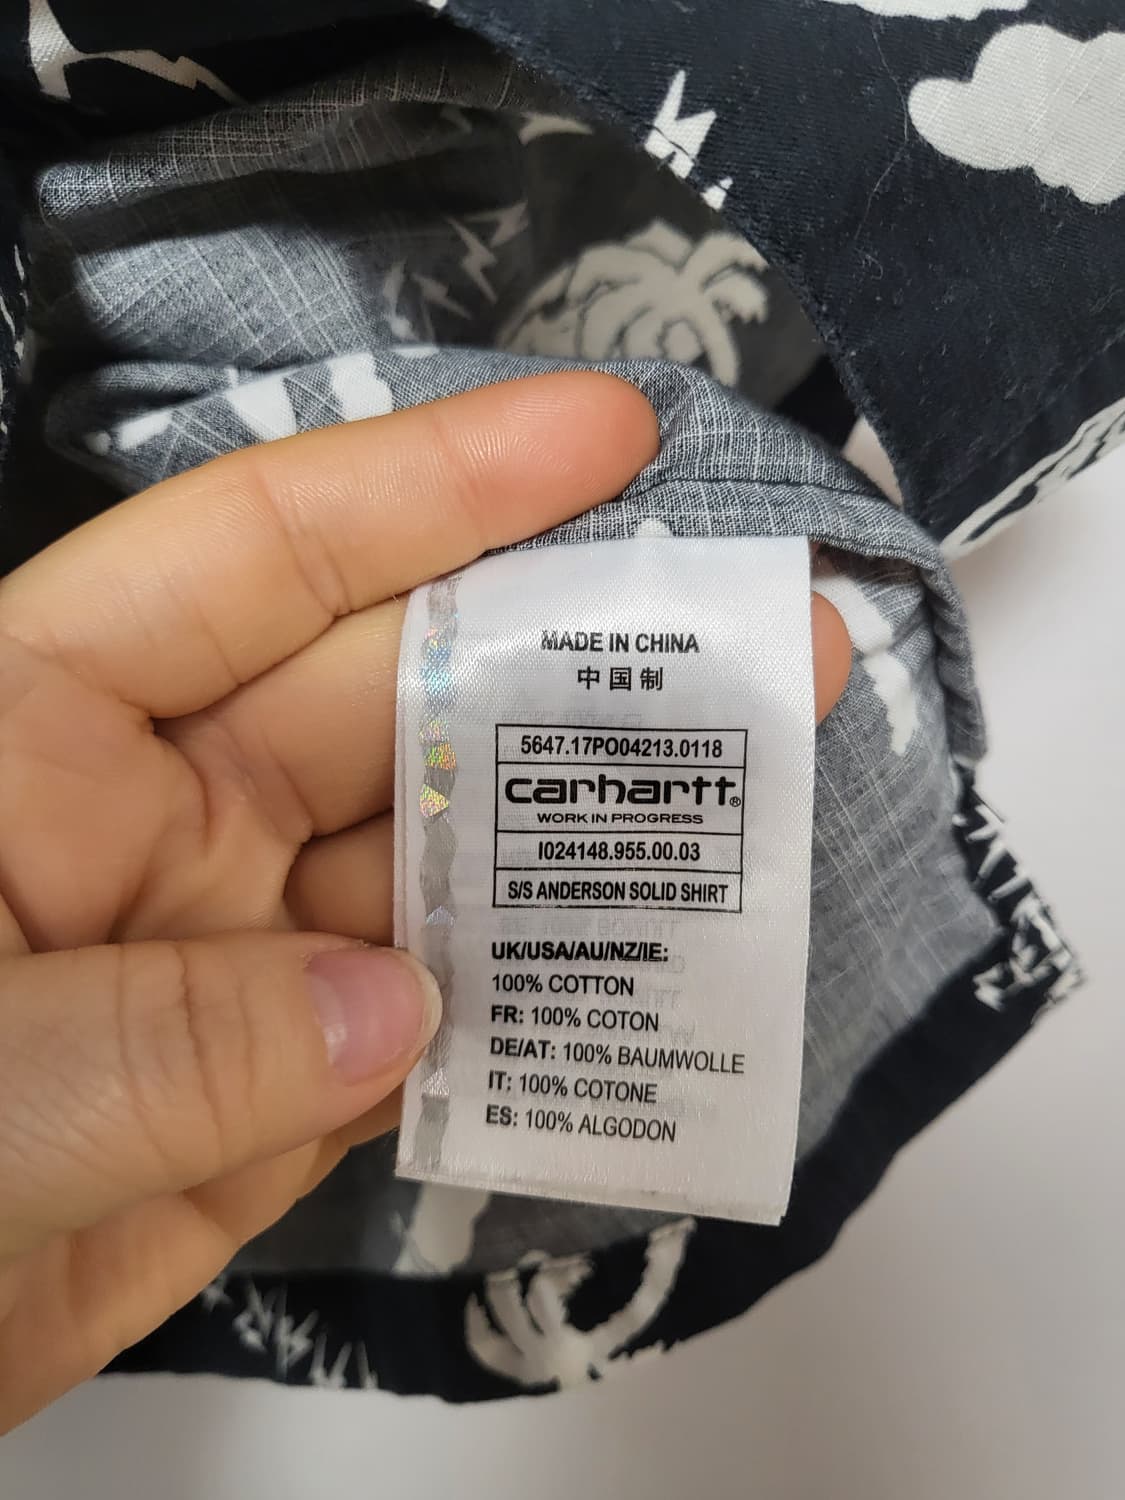 MADE IN CHINA
中国制
5647.17PO04213.0118
carhartt®
WORK IN PROGRESS
I024148.955.00.03
S/S ANDERSON SOLID SHIRT
UK/USA/AU/NZ/IE:
100% COTTON
FR: 100% COTON
DE/AT: 100% BAUMWOLLE
IT: 100% COTONE
ES: 100% ALGODON